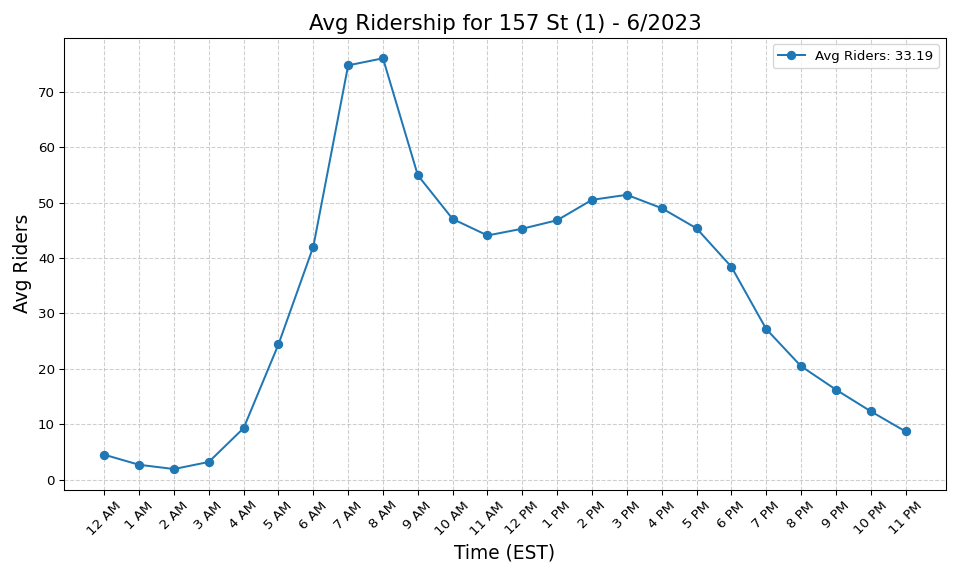 Avg Ridership for 157 St (1) - 6/2023
Avg Riders: 33.19
Avg Riders
70
60
50
40
30
20
10
0
12 AM
1 AM
2 AM
3 AM
4 AM
5 AM
6 AM
7 AM
8 AM
9 AM
10 AM
11 AM
12 PM
1 PM
2 PM
3 PM
4 PM
5 PM
6 PM
7 PM
8 PM
9 PM
10 PM
11 PM
Time (EST)